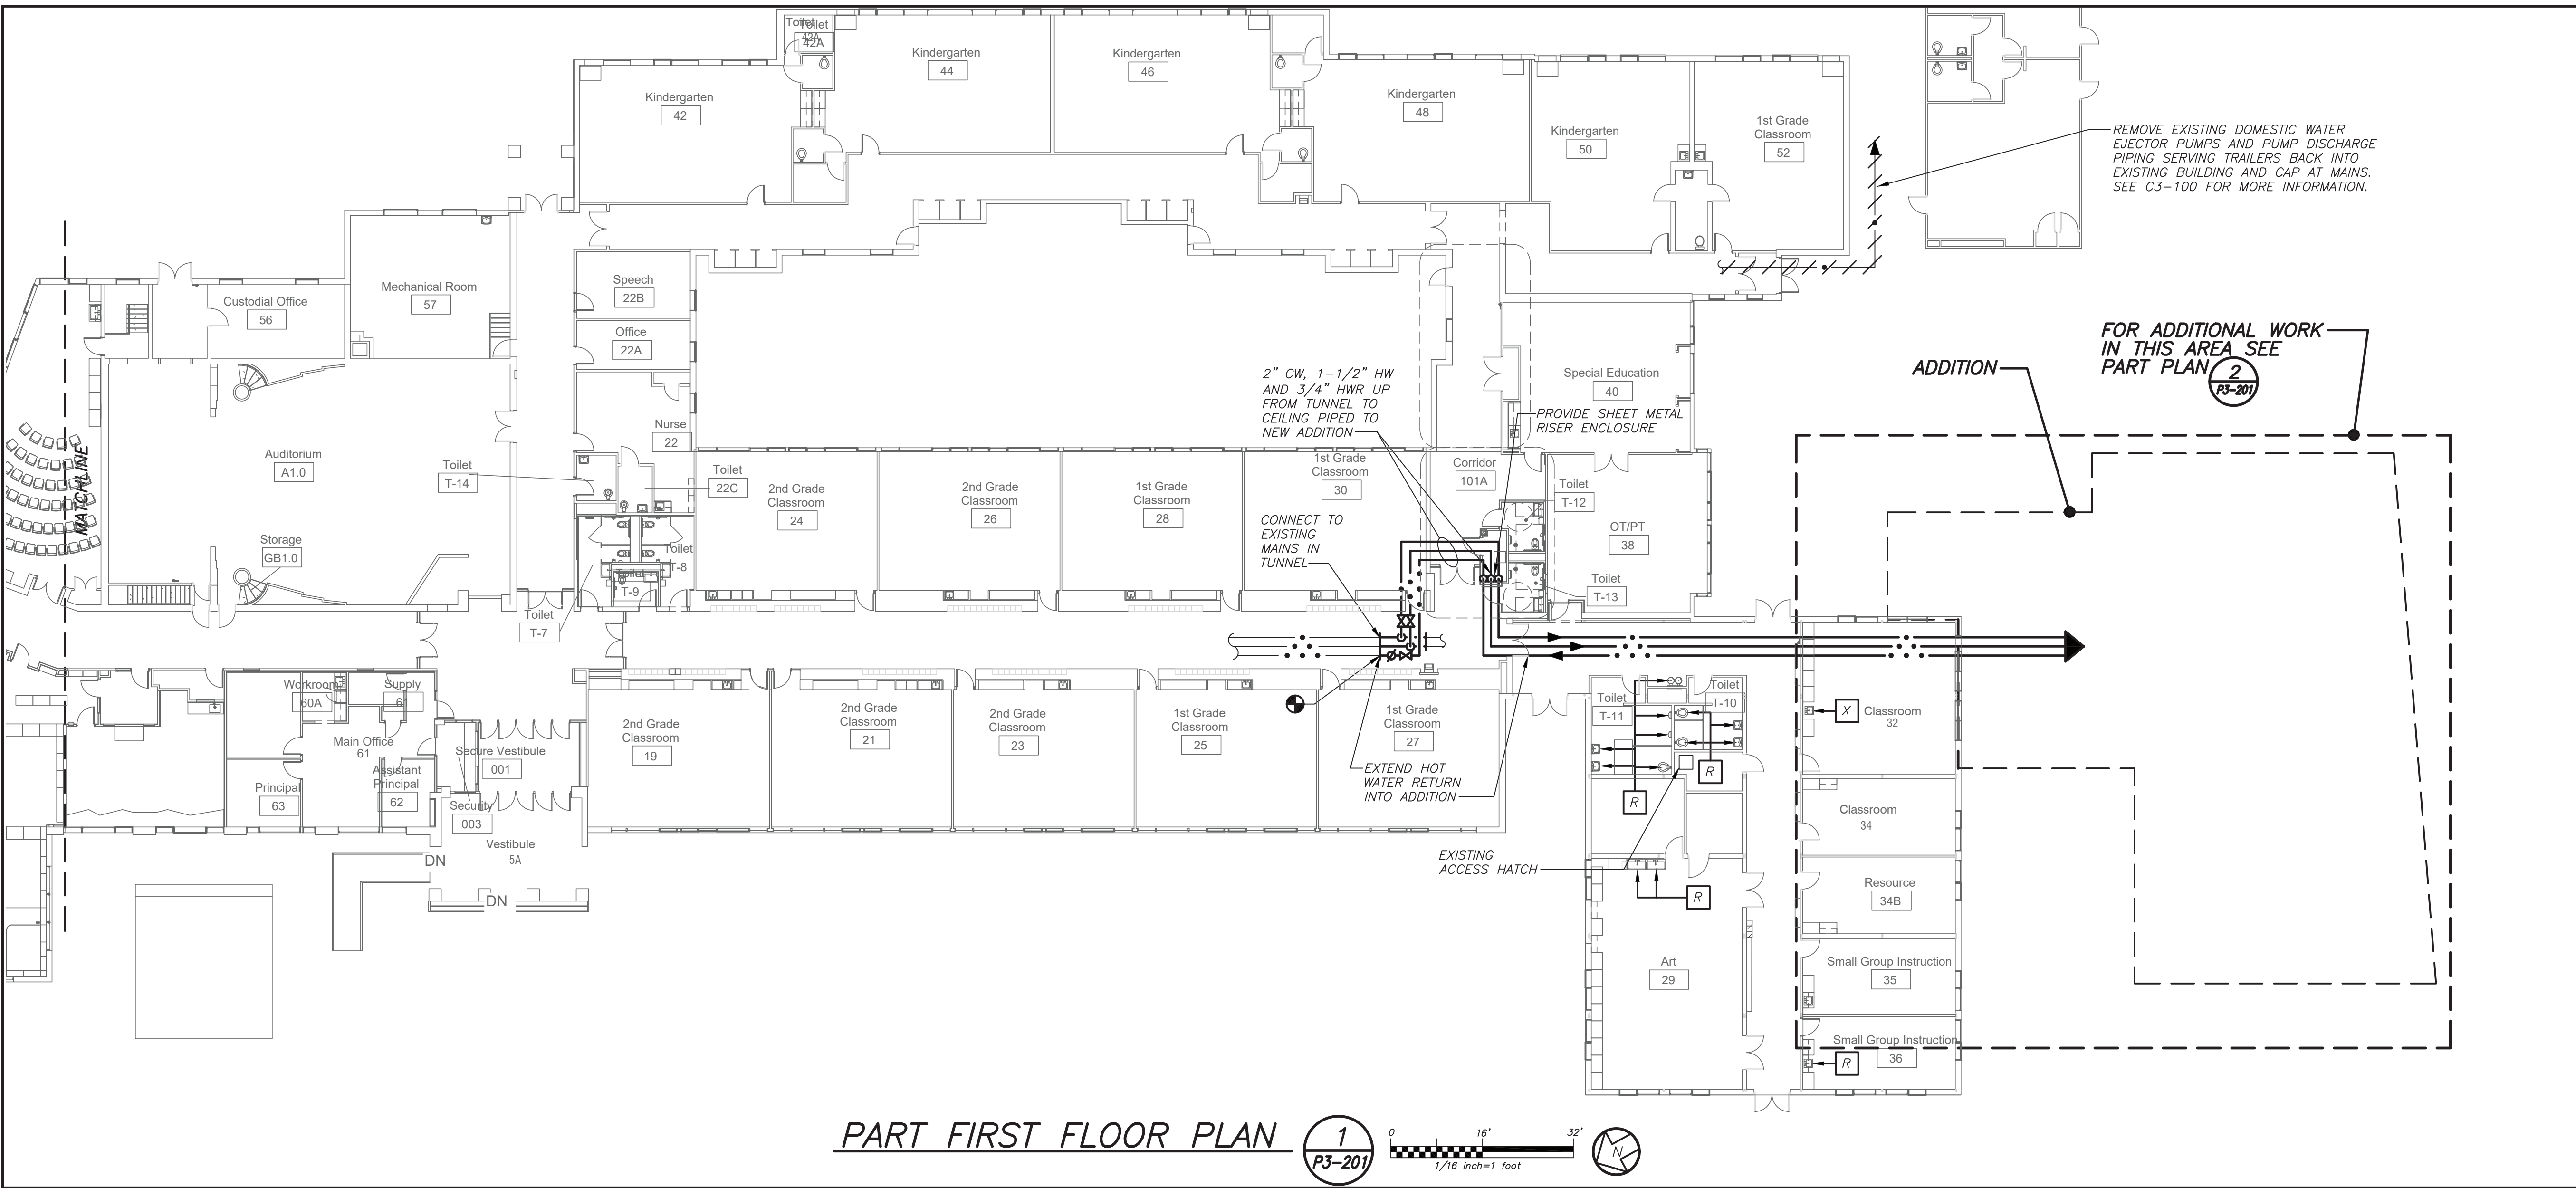 Toilet
42A
Toilet
42A
Kindergarten
44
Kindergarten
46
Kindergarten
42
Kindergarten
48
Kindergarten
50
1st Grade
Classroom
52
REMOVE EXISTING DOMESTIC WATER
EJECTOR PUMPS AND PUMP DISCHARGE
PIPING SERVING TRAILERS BACK INTO
EXISTING BUILDING AND CAP AT MAINS.
SEE C3-100 FOR MORE INFORMATION.
Mechanical Room
57
Custodial Office
56
Speech
22B
Office
22A
Nurse
22
Toilet
22C
Auditorium
A1.0
MATCHLINE
Toilet
T-14
Storage
GB1.0
Toilet
T-8
Toilet
T-9
Toilet
T-7
2nd Grade
Classroom
24
2nd Grade
Classroom
26
1st Grade
Classroom
28
1st Grade
Classroom
30
2" CW, 1-1/2" HW
AND 3/4" HWR UP
FROM TUNNEL TO
CEILING PIPED TO
NEW ADDITION
CONNECT TO
EXISTING
MAINS IN
TUNNEL
Special Education
40
PROVIDE SHEET METAL
RISER ENCLOSURE
Corridor
101A
Toilet
T-12
OT/PT
38
Toilet
T-13
ADDITION
FOR ADDITIONAL WORK
IN THIS AREA SEE
PART PLAN
2
P3-201
Workroom
60A
Supply
61
Main Office
61
Assistant
Principal
62
Principal
63
Secure Vestibule
001
Security
003
Vestibule
5A
DN
DN
2nd Grade
Classroom
19
2nd Grade
Classroom
21
2nd Grade
Classroom
23
1st Grade
Classroom
25
1st Grade
Classroom
27
EXTEND HOT
WATER RETURN
INTO ADDITION
EXISTING
ACCESS HATCH
Toilet
T-11
Toilet
T-10
R
R
R
Art
29
X
Classroom
32
Classroom
34
Resource
34B
Small Group Instruction
35
Small Group Instruction
36
R
PART FIRST FLOOR PLAN
1
P3-201
0 16' 32'
1/16 inch=1 foot
N